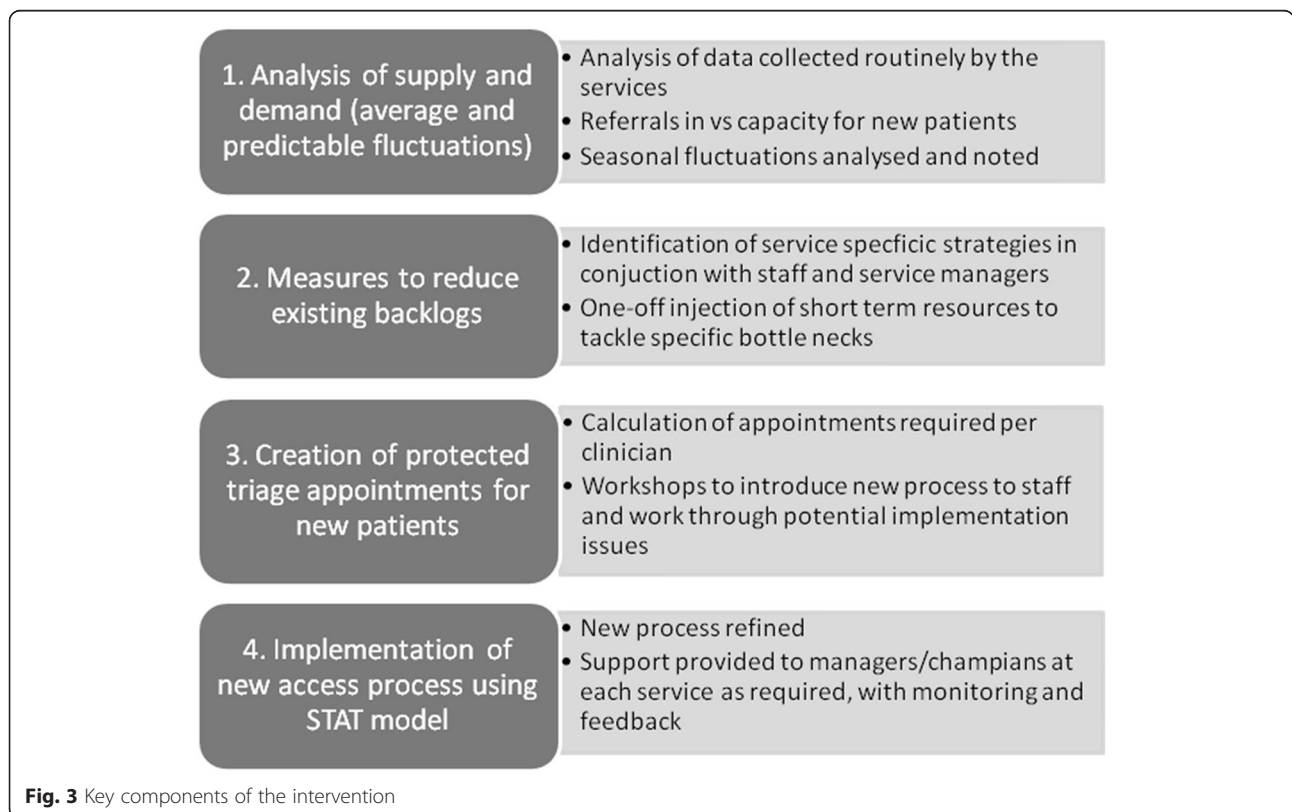 1. Analysis of supply and
demand (average and
predictable fluctuations)
• Analysis of data collected routinely by the
services
• Referrals in vs capacity for new patients
• Seasonal fluctuations analysed and noted
2. Measures to reduce
existing backlogs
• Identification of service specficic strategies in
conjuction with staff and service managers
• One-off injection of short term resources to
tackle specific bottle necks
3. Creation of protected
triage appointments for
new patients
• Calculation of appointments required per
clinician
• Workshops to introduce new process to staff
and work through potential implementation
issues
4. Implementation of
new access process using
STAT model
• New process refined
• Support provided to managers/champians at
each service as required, with monitoring and
feedback
Fig. 3 Key components of the intervention